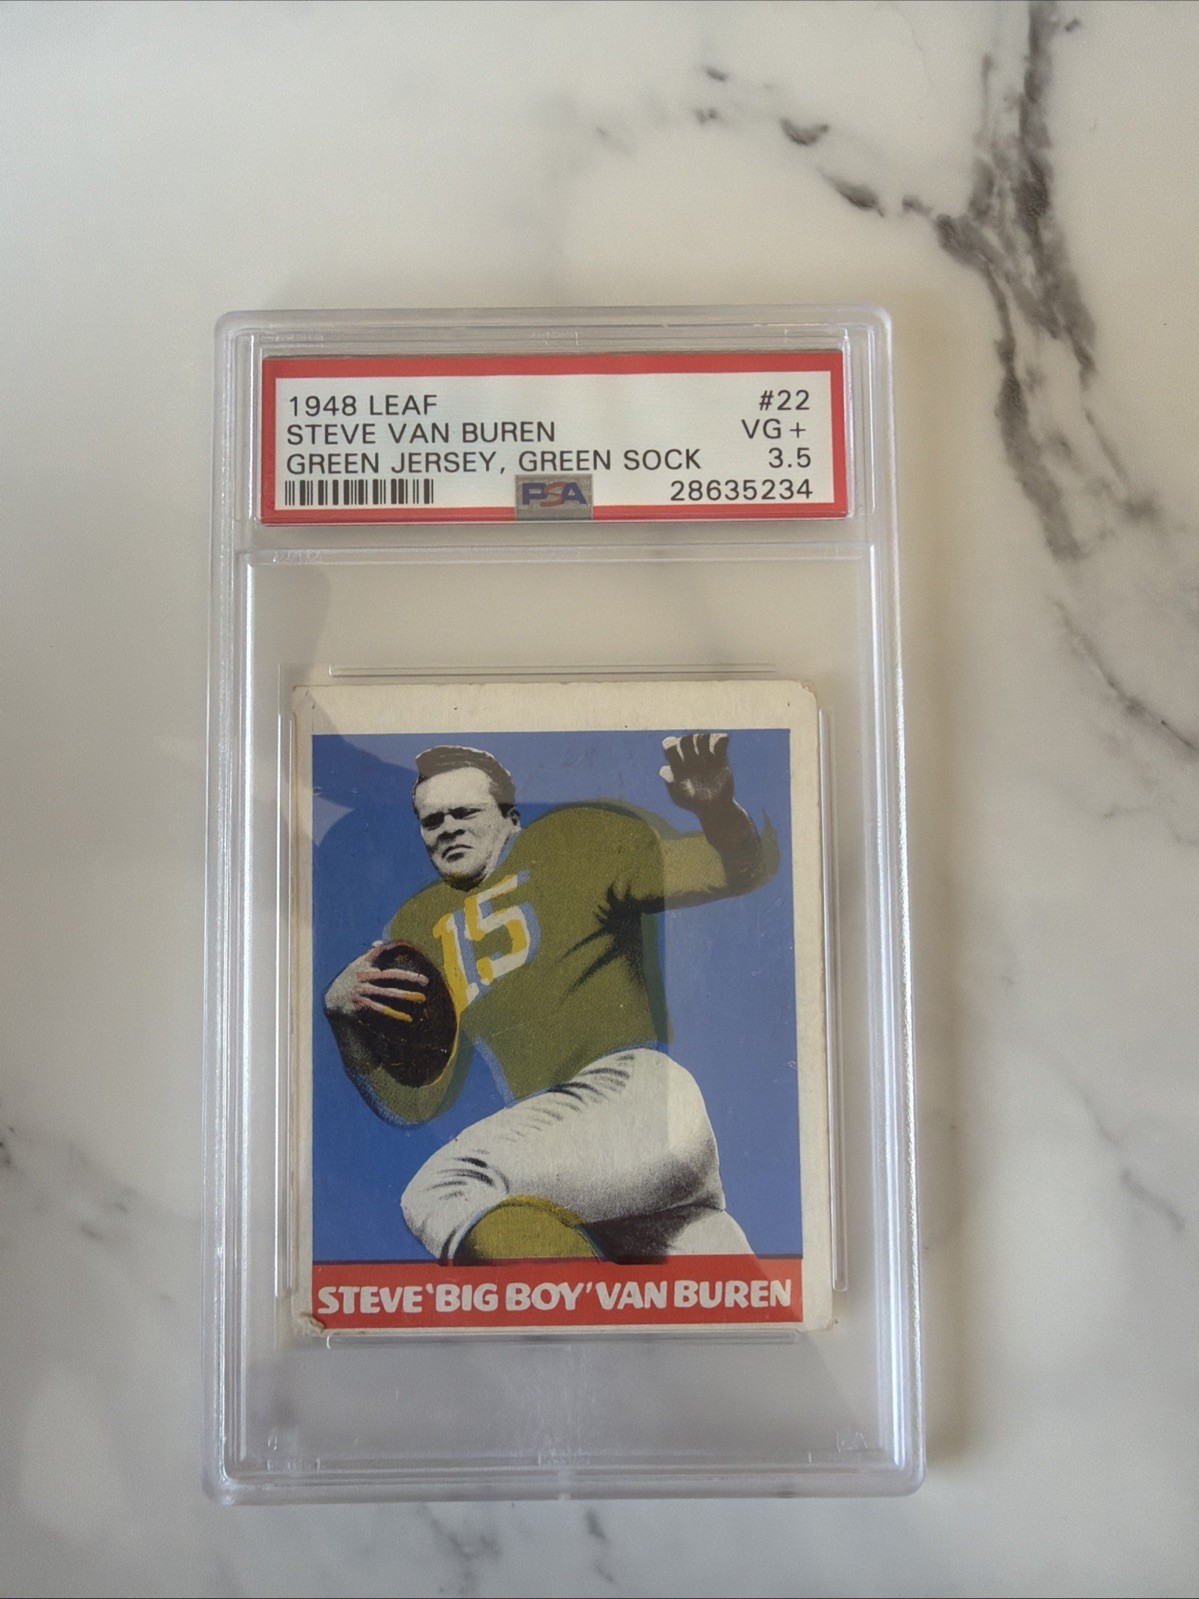 1948 LEAF #22
STEVE VAN BUREN VG+
GREEN JERSEY, GREEN SOCK 3.5
PSA 28635234
15
STEVE 'BIG BOY' VAN BUREN